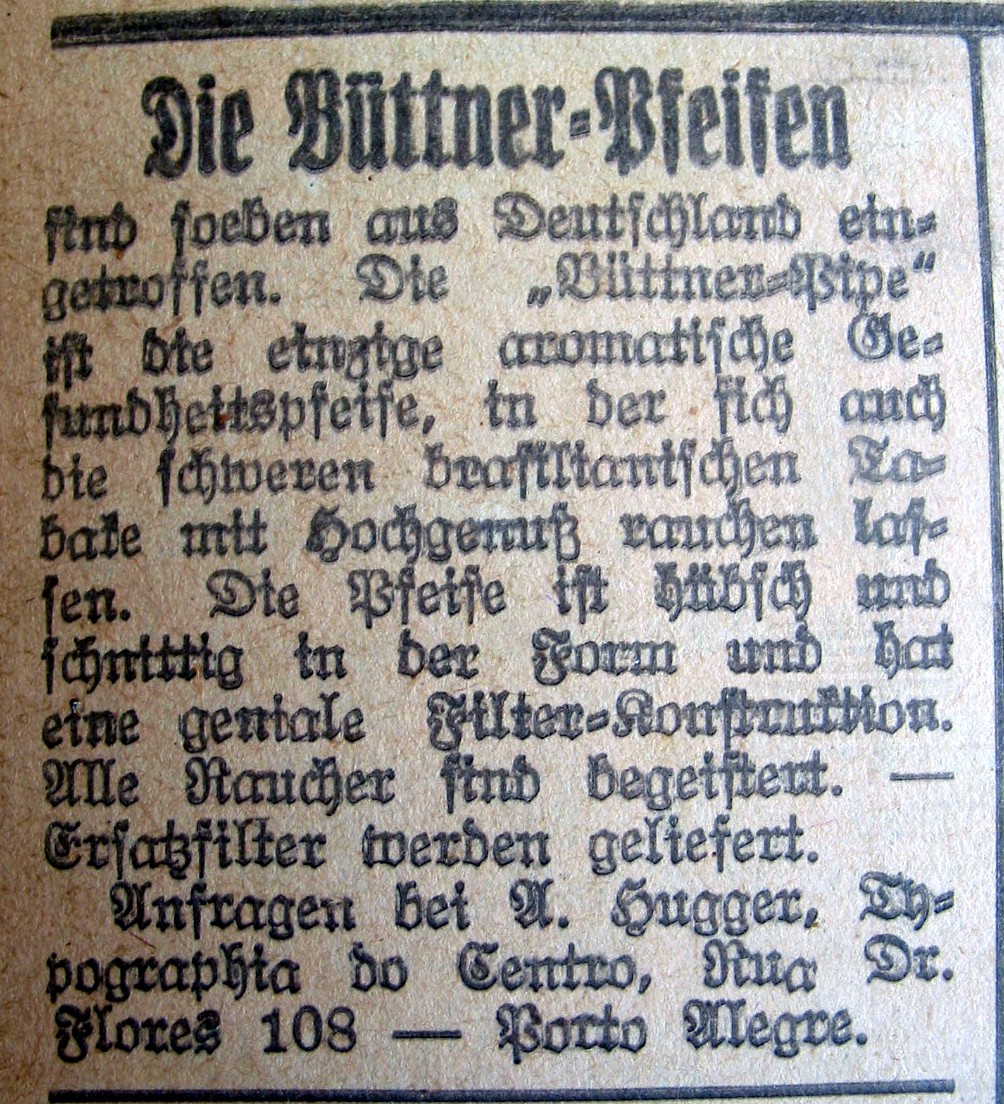 Die Büttner-Pfeifen
sind soeben aus Deutschland ein-
getroffen. Die „Büttner-Pipe“
ist die einzige aromatische Ge-
sundheitspfeife, in der sich auch
die schweren brasilianischen Ta-
bake mit Hochgenuß rauchen las-
sen. Die Pfeife ist hübsch und
schnittig in der Form und hat
eine geniale Filter-Konstruktion.
Alle Raucher sind begeistert. —
Ersatzfilter werden geliefert.
Anfragen bei A. Hugger, Th-
pographia do Centro, Rua Dr.
Flores 108 — Porto Alegre.